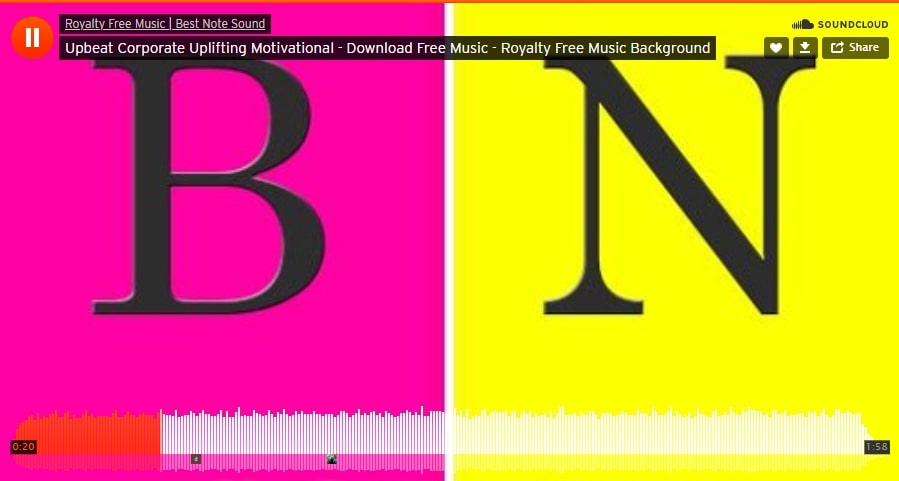 Royalty Free Music | Best Note Sound
SOUNDCLOUD
Upbeat Corporate Uplifting Motivational - Download Free Music - Royalty Free Music Background
Share
B N
0:20
1:58